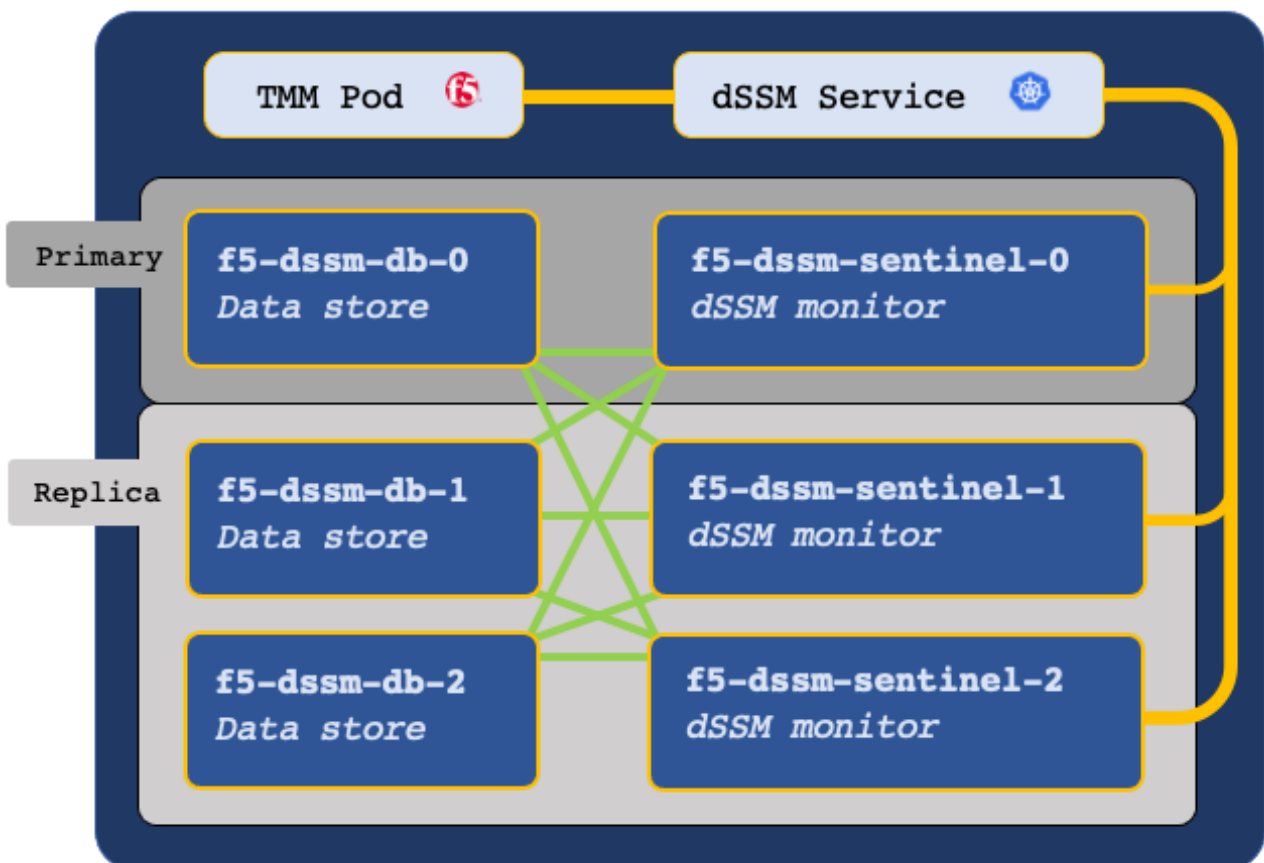 TMM Pod f5 dSSM Service
Primary
f5-dssm-db-0
Data store
f5-dssm-sentinel-0
dSSM monitor
Replica
f5-dssm-db-1
Data store
f5-dssm-sentinel-1
dSSM monitor
f5-dssm-db-2
Data store
f5-dssm-sentinel-2
dSSM monitor